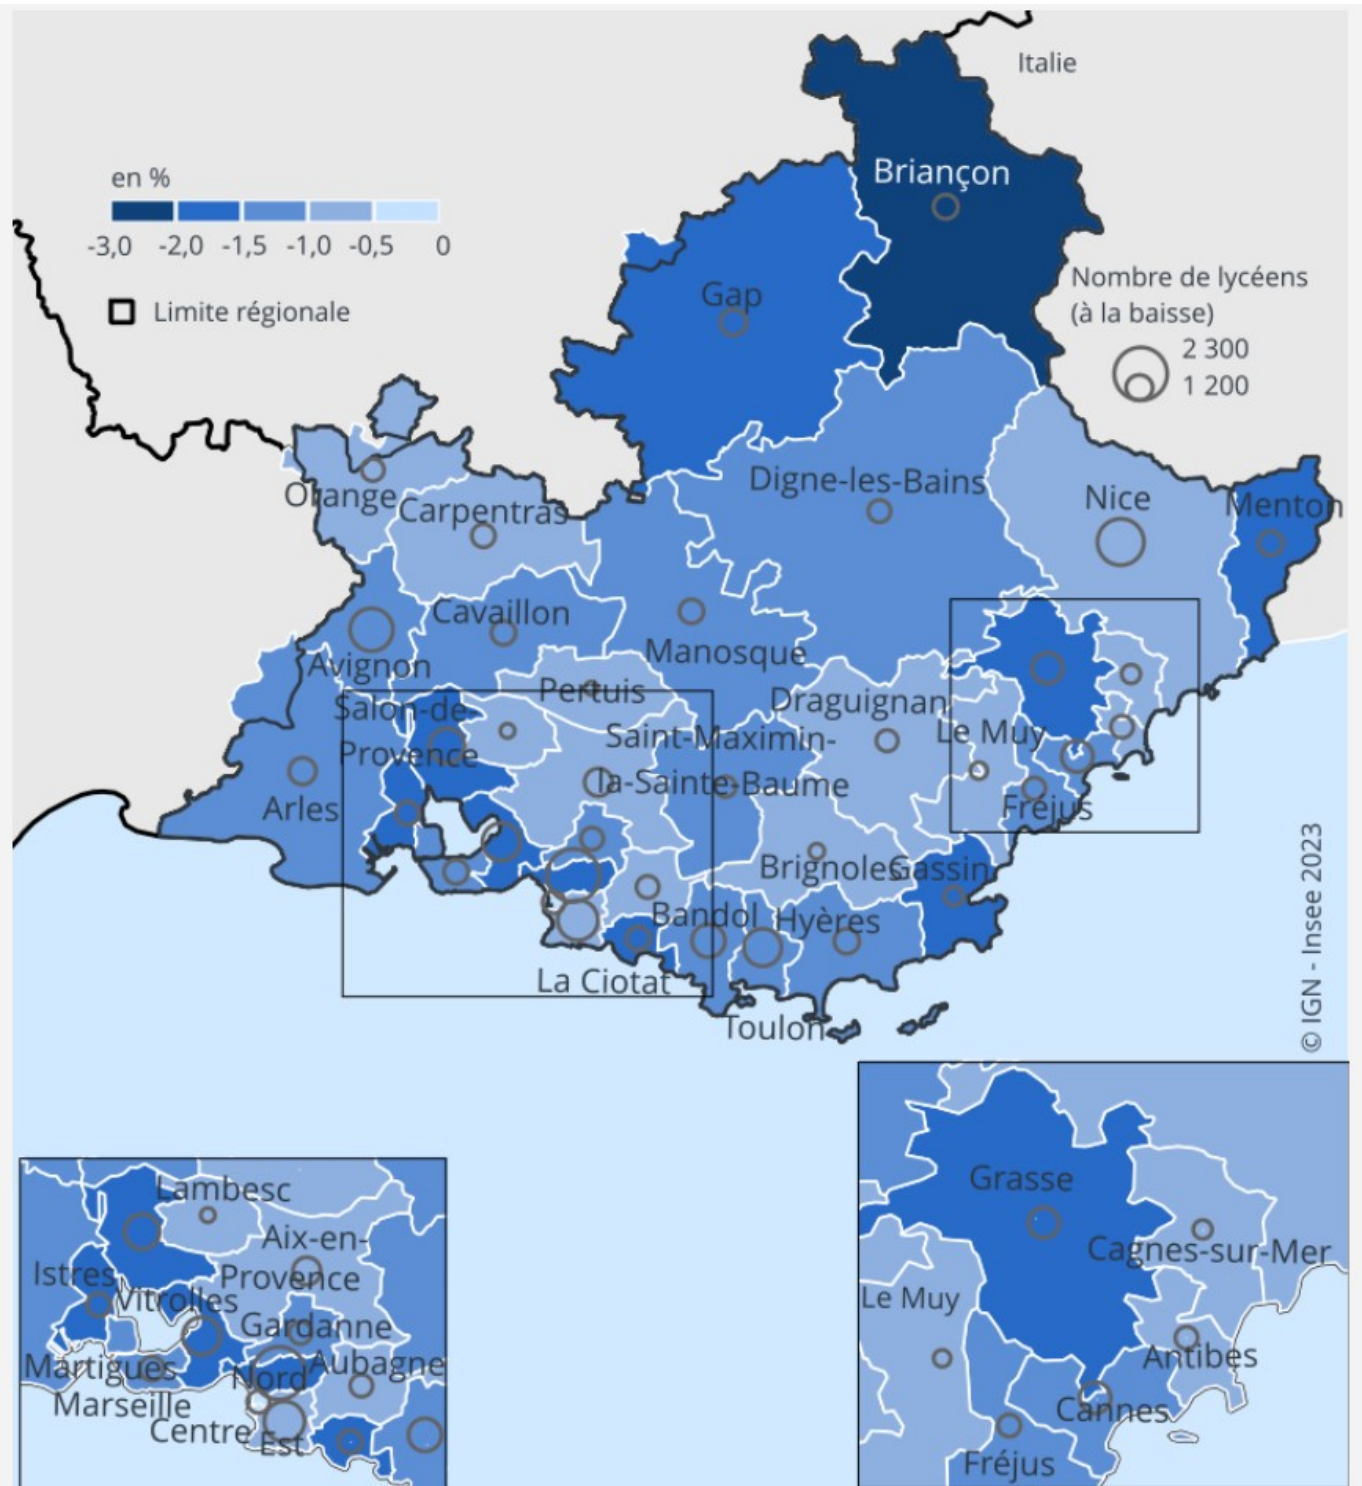 Italie
en %
-3,0 -2,0 -1,5 -1,0 -0,5 0
Limite régionale
Briançon
Nombre de lycéens
(à la baisse)
2 300
1 200
Gap
Digne-les-Bains
Orange
Carpentras
Nice
Menton
Cavaillon
Avignon
Manosque
Pertuis
Draguignan
Salon-de-
Provence
Saint-Maximin-
la-Sainte-Baume
Le Muy
Arles
Fréjus
Brignoles
Gassin
Bandol
Hyères
La Ciotat
Toulon
© IGN - Insee 2023
Lambesc
Aix-en-
Provence
Istres
Vitrolles
Gardanne
Martigues
Nord
Aubagne
Marseille
Centre
Est
Grasse
Cagnes-sur-Mer
Le Muy
Antibes
Cannes
Fréjus